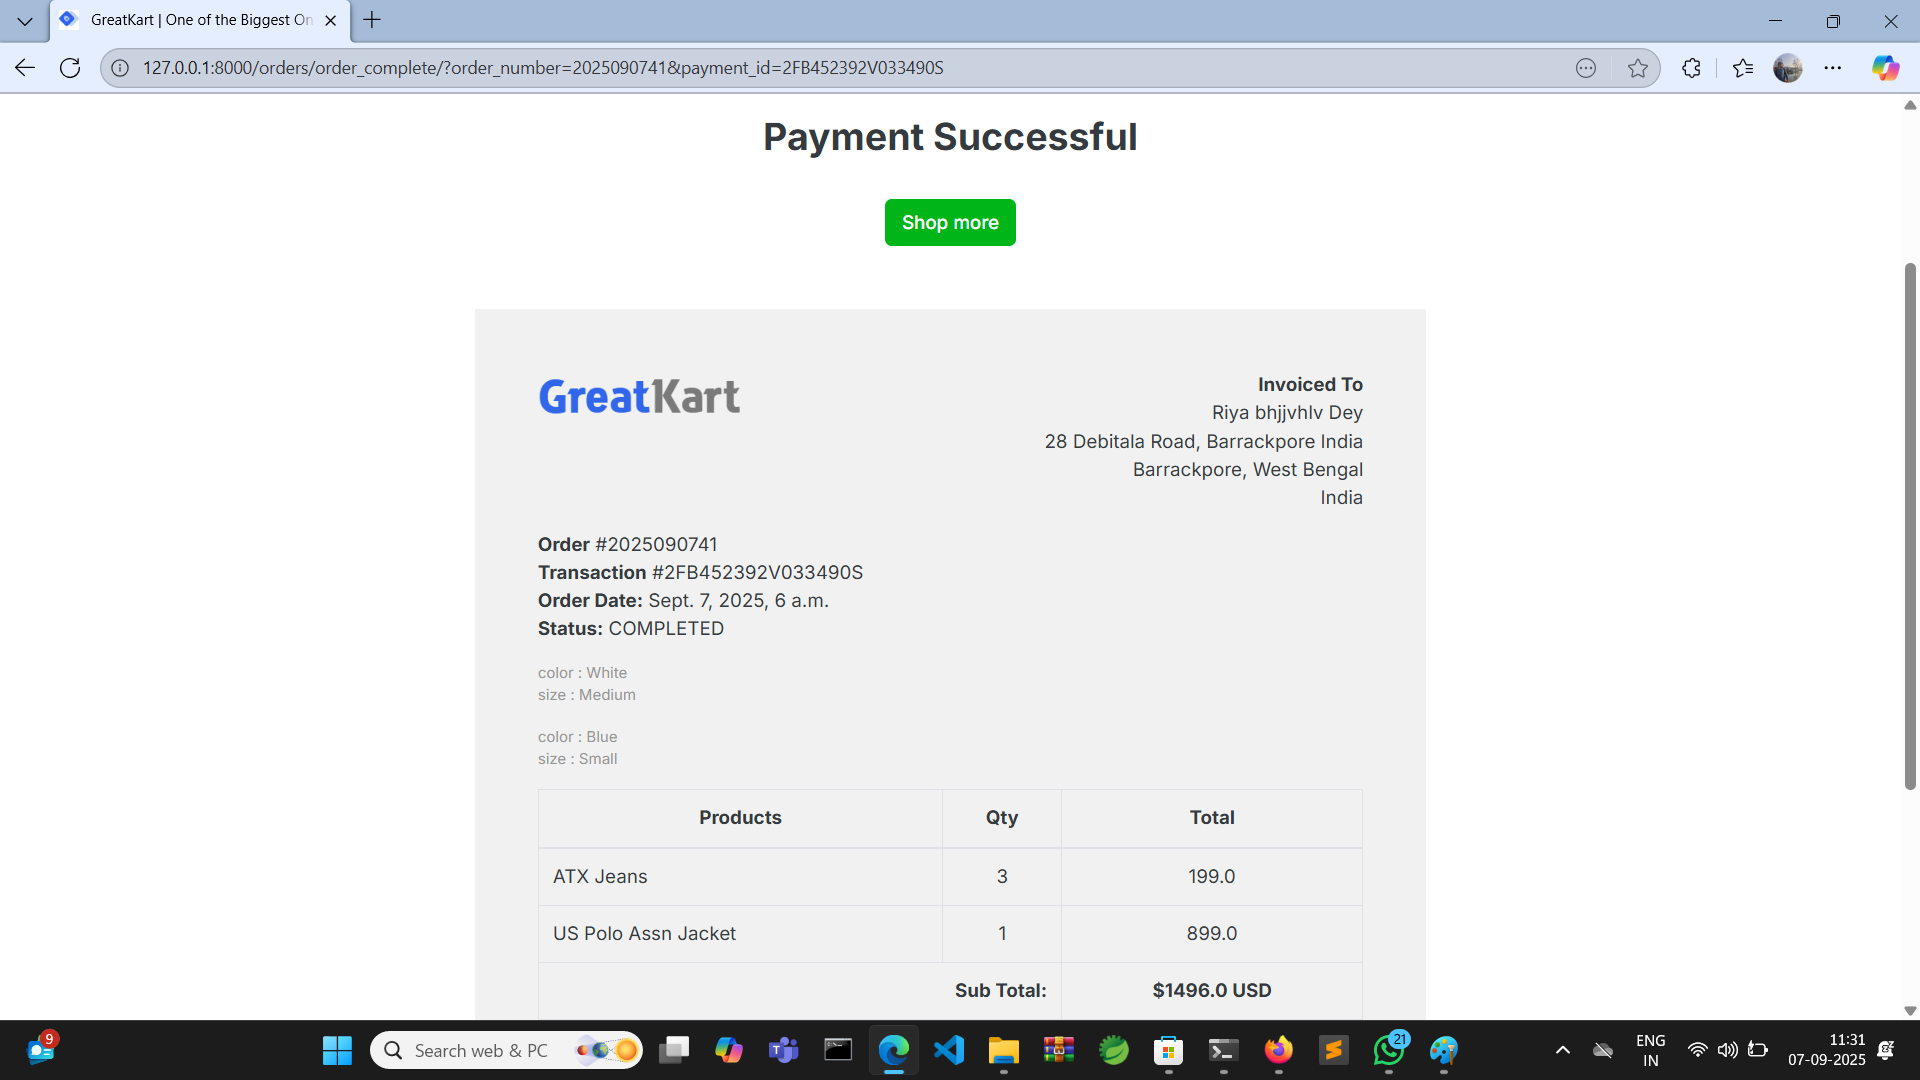 GreatKart | One of the Biggest On
127.0.0.1:8000/orders/order_complete/?order_number=2025090741&payment_id=2FB452392V033490S
Payment Successful
Shop more
GreatKart
Invoiced To
Riya bhjjvhlv Dey
28 Debitala Road, Barrackpore India
Barrackpore, West Bengal
India
Order #2025090741
Transaction #2FB452392V033490S
Order Date: Sept. 7, 2025, 6 a.m.
Status: COMPLETED
color : White
size : Medium
color : Blue
size : Small
Products Qty Total
ATX Jeans 3 199.0
US Polo Assn Jacket 1 899.0
Sub Total: $1496.0 USD
9
Search web & PC
21
ENG
IN
11:31
07-09-2025